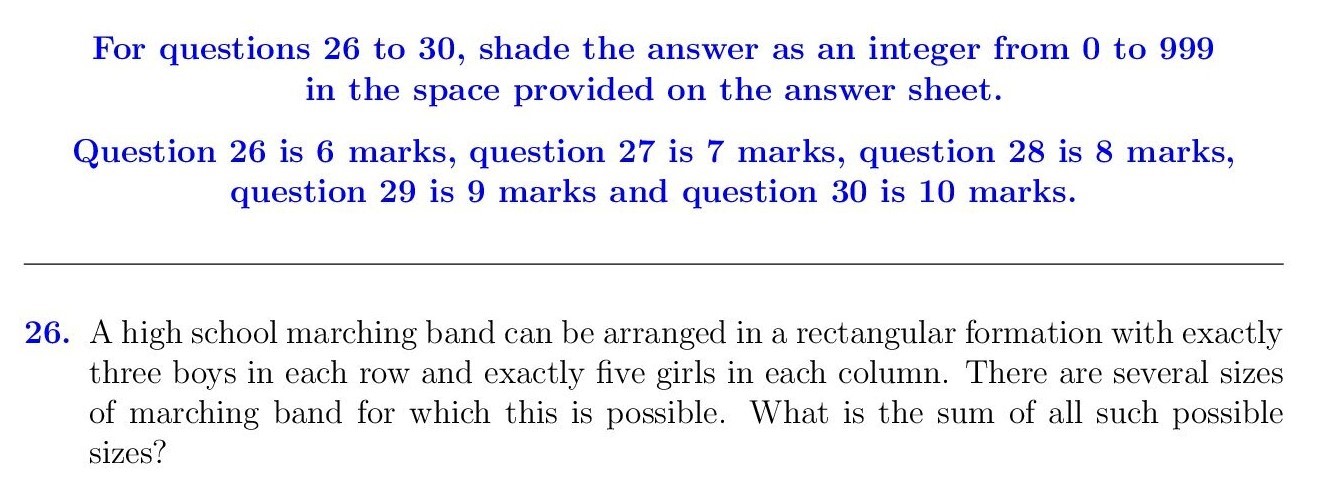 For questions 26 to 30, shade the answer as an integer from 0 to 999
in the space provided on the answer sheet.
Question 26 is 6 marks, question 27 is 7 marks, question 28 is 8 marks,
question 29 is 9 marks and question 30 is 10 marks.
26. A high school marching band can be arranged in a rectangular formation with exactly
three boys in each row and exactly five girls in each column. There are several sizes
of marching band for which this is possible. What is the sum of all such possible
sizes?